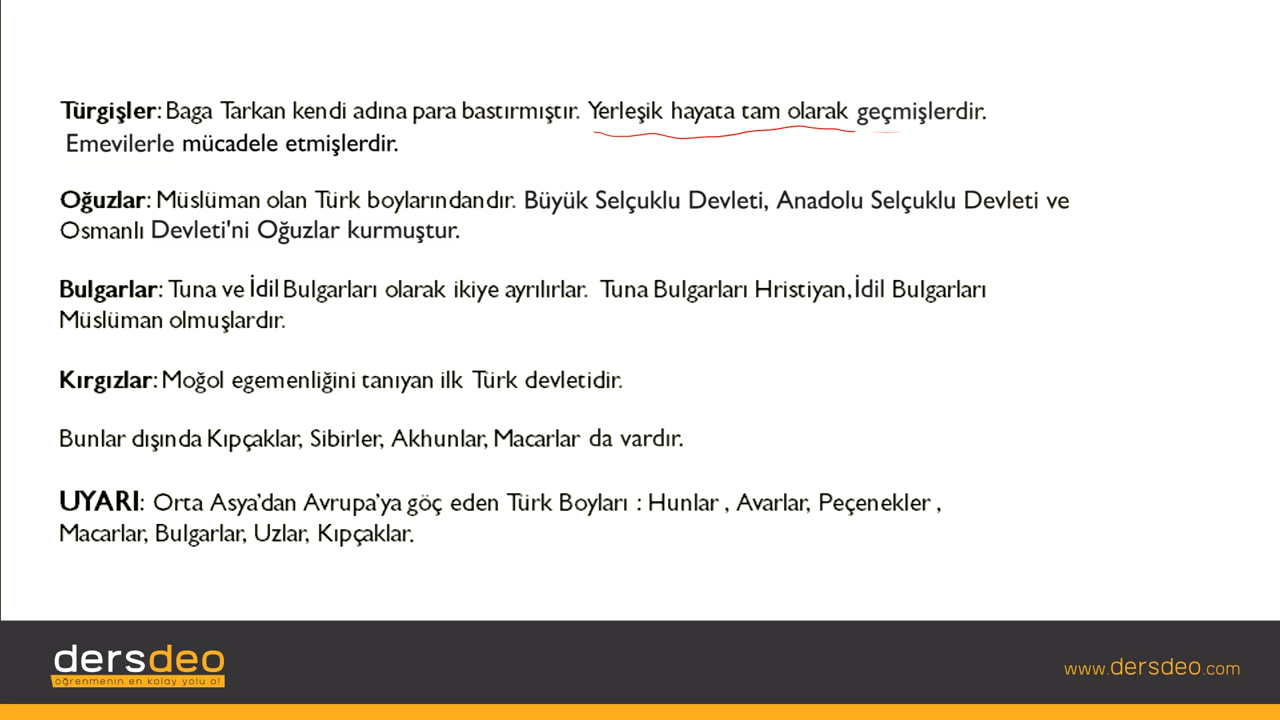 Türgişler: Baga Tarkan kendi adına para bastırmıştır. Yerleşik hayata tam olarak geçmişlerdir.
Emevilerle mücadele etmişlerdir.
Oğuzlar: Müslüman olan Türk boylarındandır. Büyük Selçuklu Devleti, Anadolu Selçuklu Devleti ve
Osmanlı Devleti'ni Oğuzlar kurmuştur.
Bulgarlar: Tuna ve İdil Bulgarları olarak ikiye ayrılırlar. Tuna Bulgarları Hristiyan, İdil Bulgarları
Müslüman olmuşlardır.
Kırgızlar: Moğol egemenliğini tanıyan ilk Türk devletidir.
Bunlar dışında Kıpçaklar, Sibirler, Akhunlar, Macarlar da vardır.
UYARI: Orta Asya'dan Avrupa'ya göç eden Türk Boyları : Hunlar , Avarlar, Peçenekler ,
Macarlar, Bulgarlar, Uzlar, Kıpçaklar.
dersdeo
öğrenmenin en kolay yolu o!
www.dersdeo.com